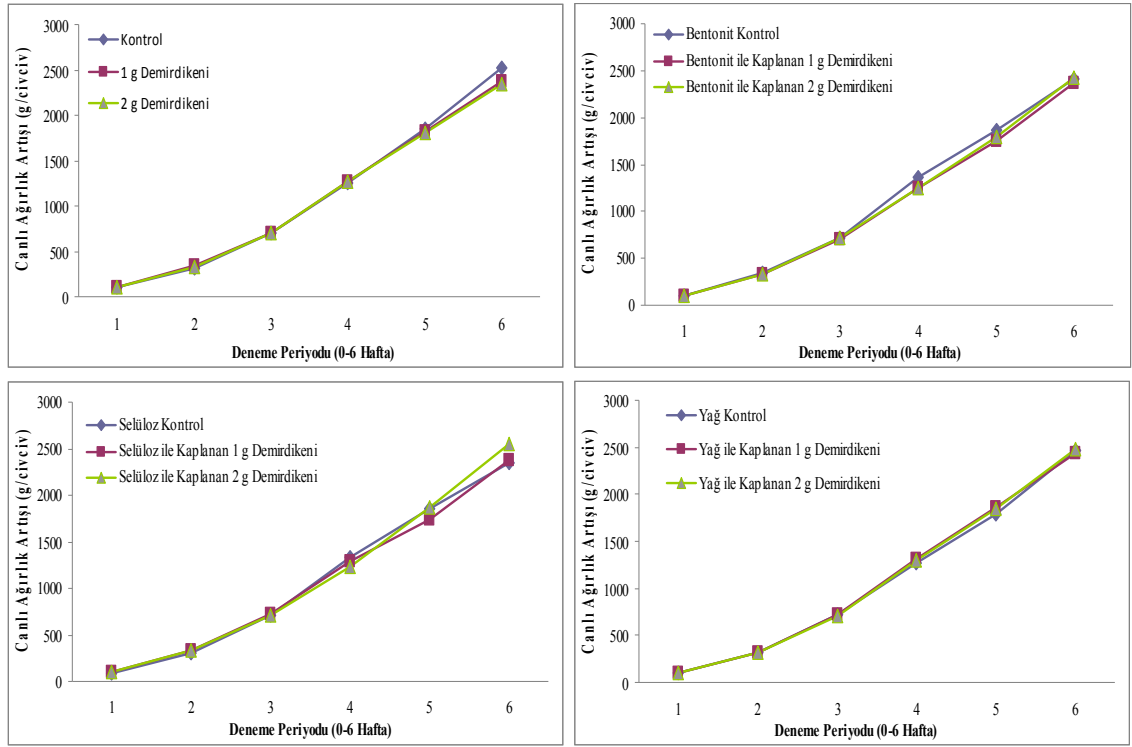 3000
2500
2000
1500
1000
500
0
Canlı Ağırlık Artışı (g/civciv)
Kontrol
1 g Demirdikeni
2 g Demirdikeni
1 2 3 4 5 6
Deneme Periyodu (0-6 Hafta)
3000
2500
2000
1500
1000
500
0
Canlı Ağırlık Artışı (g/civciv)
Bentonit Kontrol
Bentonit ile Kaplanan 1 g Demirdikeni
Bentonit ile Kaplanan 2 g Demirdikeni
1 2 3 4 5 6
Deneme Periyodu (0-6 Hafta)
3000
2500
2000
1500
1000
500
0
Canlı Ağırlık Artışı (g/civciv)
Selüloz Kontrol
Selüloz ile Kaplanan 1 g Demirdikeni
Selüloz ile Kaplanan 2 g Demirdikeni
1 2 3 4 5 6
Deneme Periyodu (0-6 Hafta)
3000
2500
2000
1500
1000
500
0
Canlı Ağırlık Artışı (g/civciv)
Yağ Kontrol
Yağ ile Kaplanan 1 g Demirdikeni
Yağ ile Kaplanan 2 g Demirdikeni
1 2 3 4 5 6
Deneme Periyodu (0-6 Hafta)